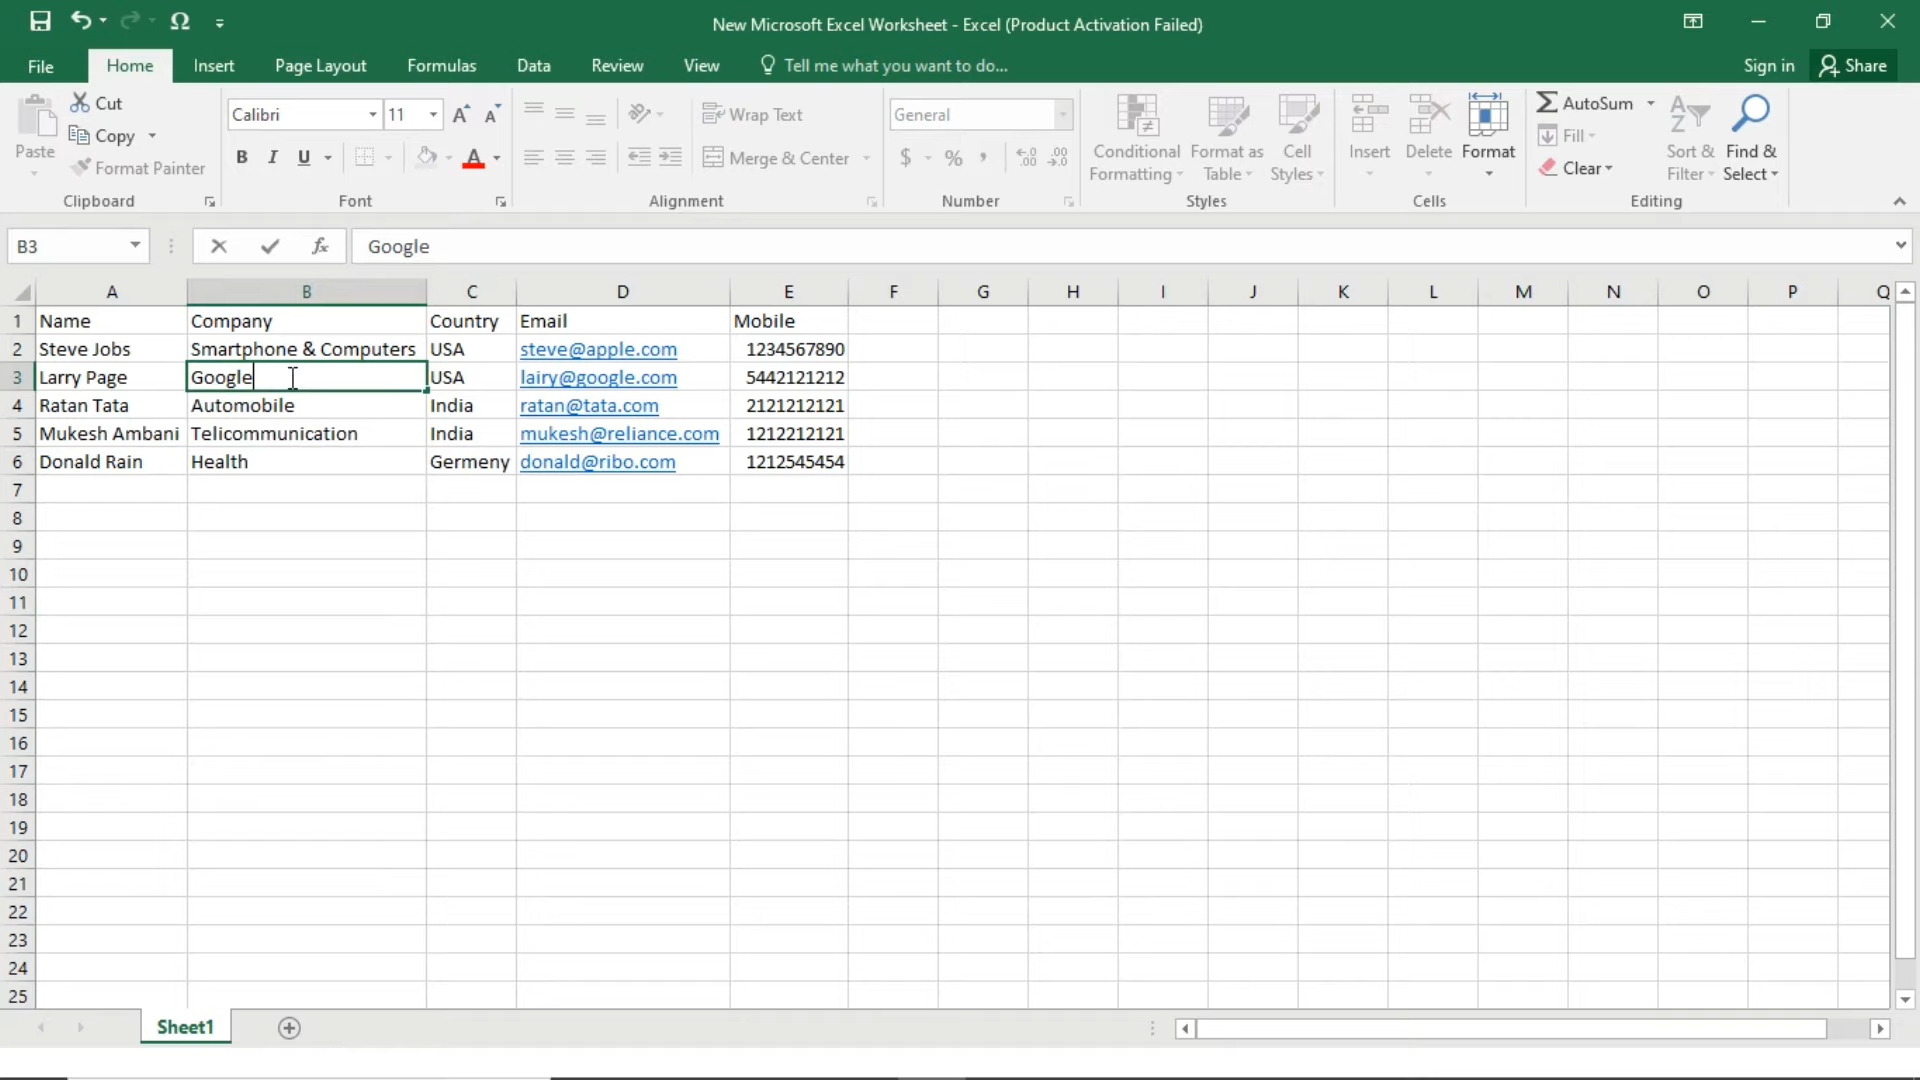 New Microsoft Excel Worksheet - Excel (Product Activation Failed)
File Home Insert Page Layout Formulas Data Review View Tell me what you want to do... Sign in Share
Paste Cut Copy Format Painter Clipboard
Calibri 11 A A B I U A Font
Wrap Text Merge & Center Alignment
General $ % , .00 .0 .00 Number
Conditional Formatting Format as Table Cell Styles Styles
Insert Delete Format Cells
AutoSum Fill Clear Sort & Filter Find & Select Editing
B3 fx Google
A B C D E F G H I J K L M N O P Q
1 Name Company Country Email Mobile
2 Steve Jobs Smartphone & Computers USA steve@apple.com 1234567890
3 Larry Page Google USA lairy@google.com 5442121212
4 Ratan Tata Automobile India ratan@tata.com 2121212121
5 Mukesh Ambani Telicommunication India mukesh@reliance.com 1212212121
6 Donald Rain Health Germeny donald@ribo.com 1212545454
7
8
9
10
11
12
13
14
15
16
17
18
19
20
21
22
23
24
25
Sheet1